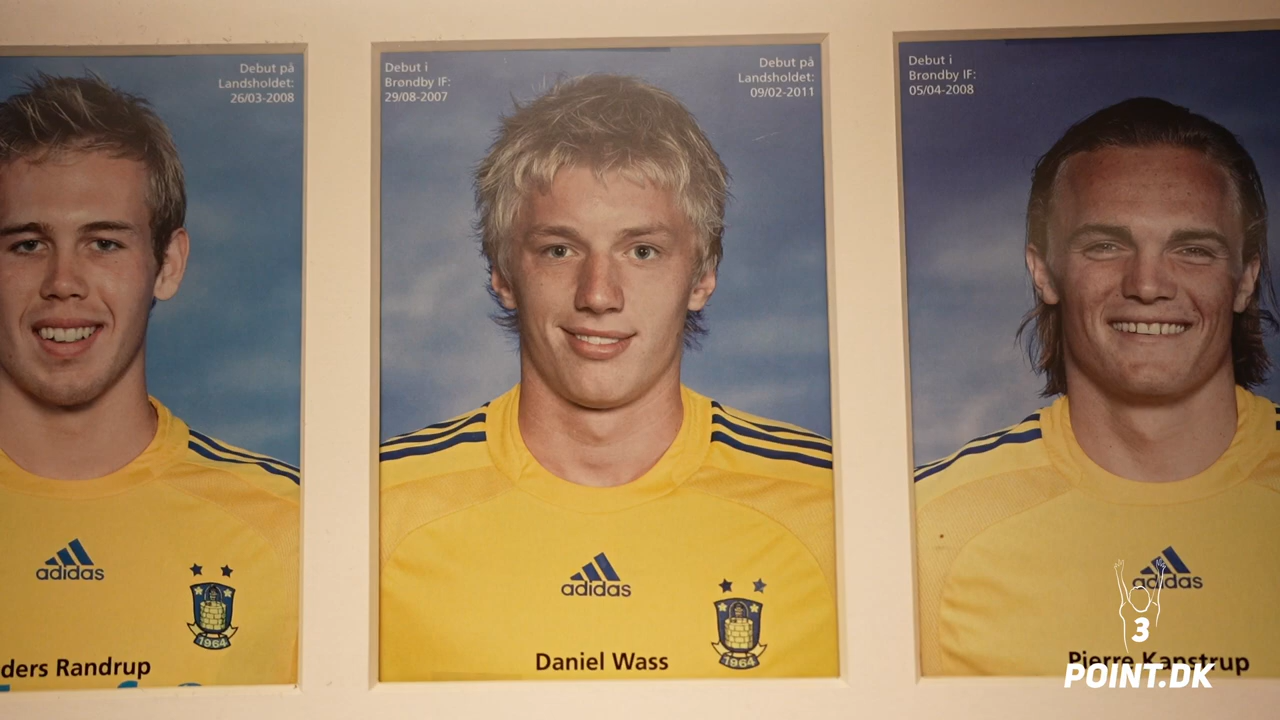 Debut på
Landsholdet:
26/03-2008
adidas
1964
ders Randrup
Debut i
Brøndby IF:
29/08-2007
Debut på
Landsholdet:
09/02-2011
adidas
1964
Daniel Wass
Debut i
Brøndby IF:
05/04-2008
adidas
Pierre Kanstrup
3
POINT.DK